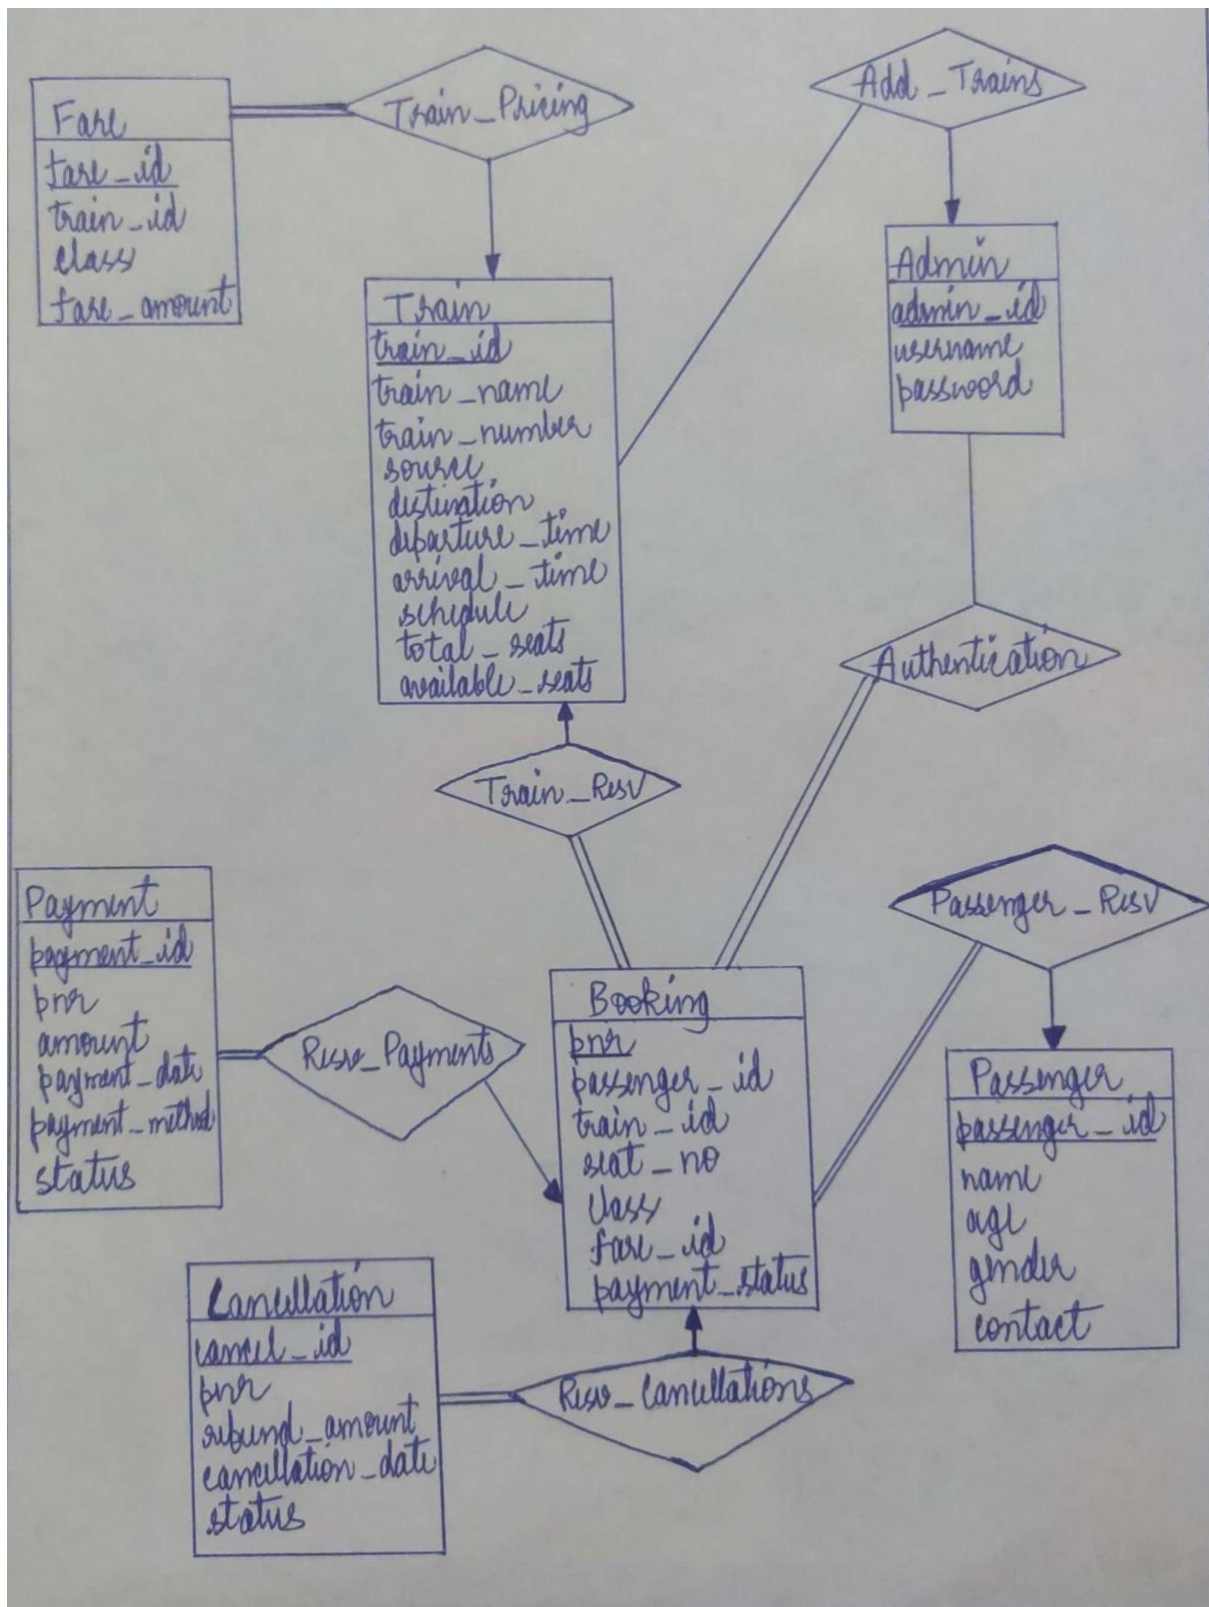 Fare
fare_id
train_id
class
fare_amount
Train_Pricing
Add_Trains
Admin
admin_id
username
password
Train
train_id
train_name
train_number
source
destination
departure_time
arrival_time
schedule
total_seats
available_seats
Authentication
Train_Resv
Passenger_Resv
Payment
payment_id
pnr
amount
payment_date
payment_method
status
Resv_Payments
Booking
pnr
passenger_id
train_id
seat_no
class
fare_id
payment_status
Passenger
passenger_id
name
age
gender
contact
Cancellation
cancel_id
pnr
refund_amount
cancellation_date
status
Resv_Cancellations